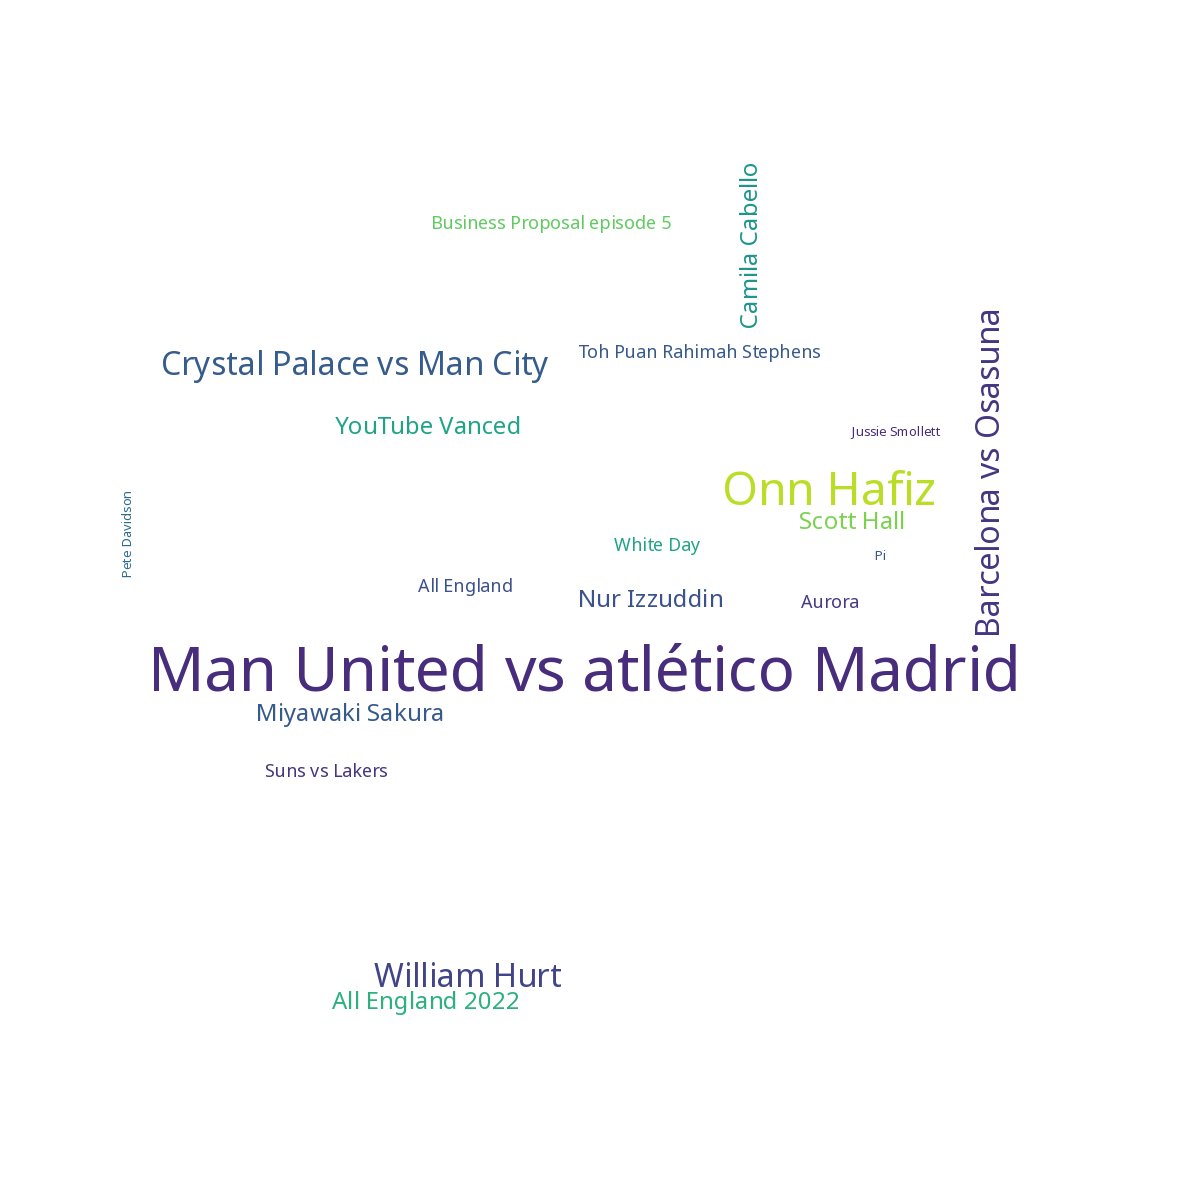 Camila Cabello
Business Proposal episode 5
Barcelona vs Osasuna
Toh Puan Rahimah Stephens
Crystal Palace vs Man City
YouTube Vanced
Jussie Smollett
Onn Hafiz
Pete Davidson
Scott Hall
White Day
Pi
All England
Nur Izzuddin
Aurora
Man United vs atlético Madrid
Miyawaki Sakura
Suns vs Lakers
William Hurt
All England 2022